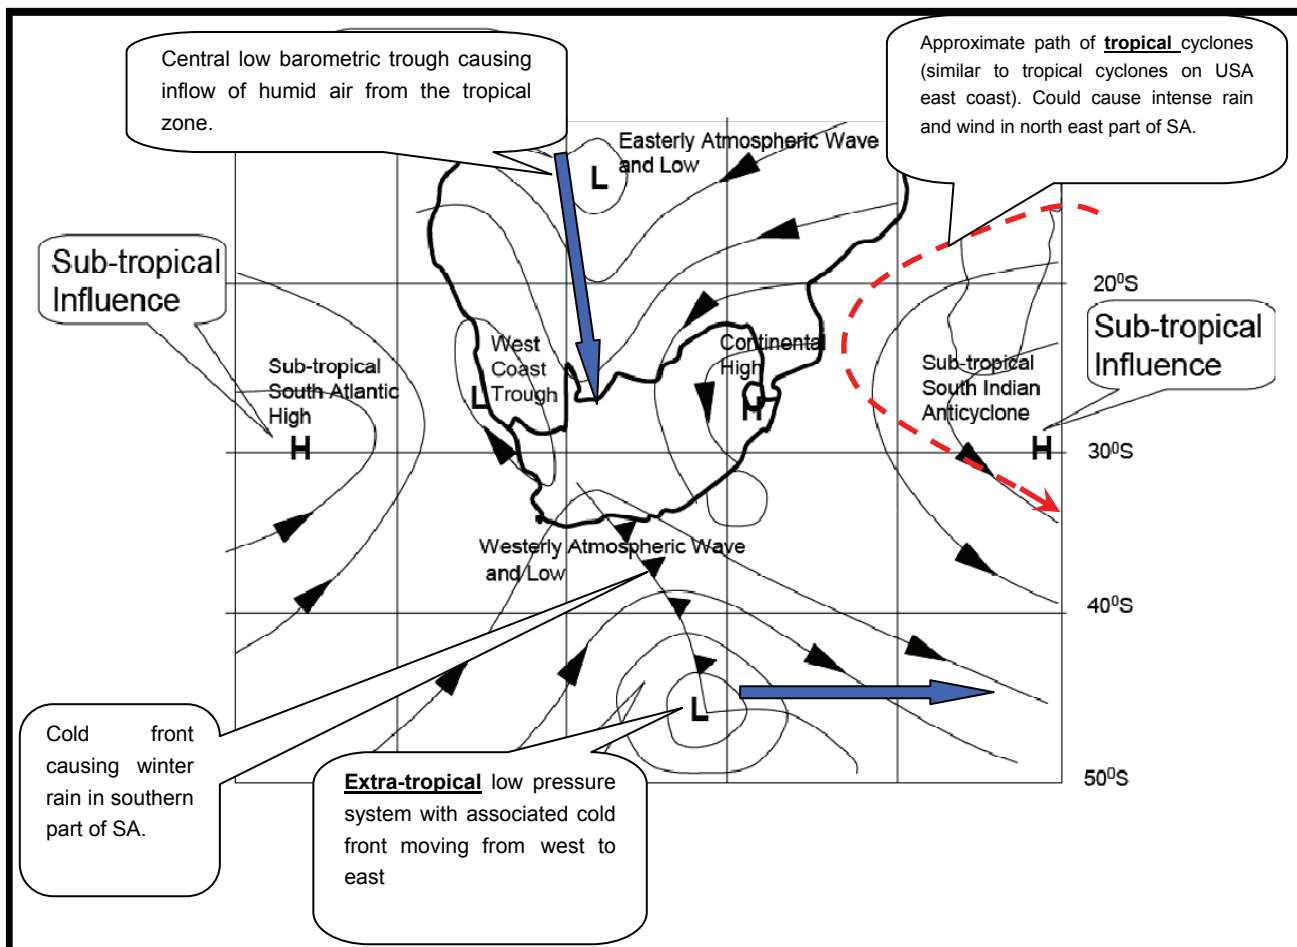 Central low barometric trough causing
inflow of humid air from the tropical
zone.
Approximate path of tropical cyclones
(similar to tropical cyclones on USA
east coast). Could cause intense rain
and wind in north east part of SA.
Easterly Atmospheric Wave
and Low
L
Sub-tropical
Influence
20⁰S
Sub-tropical
Influence
West
Coast
Trough
L
Continental
High
H
Sub-tropical
South Atlantic
High
H
Sub-tropical
South Indian
Anticyclone
H
30⁰S
Westerly Atmospheric Wave
and Low
40⁰S
L
Cold front
causing winter
rain in southern
part of SA.
Extra-tropical low pressure
system with associated cold
front moving from west to
east
50⁰S